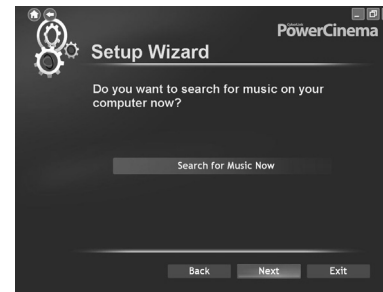 CyberLink
PowerCinema
Setup Wizard
Do you want to search for music on your
computer now?
Search for Music Now
Back Next Exit